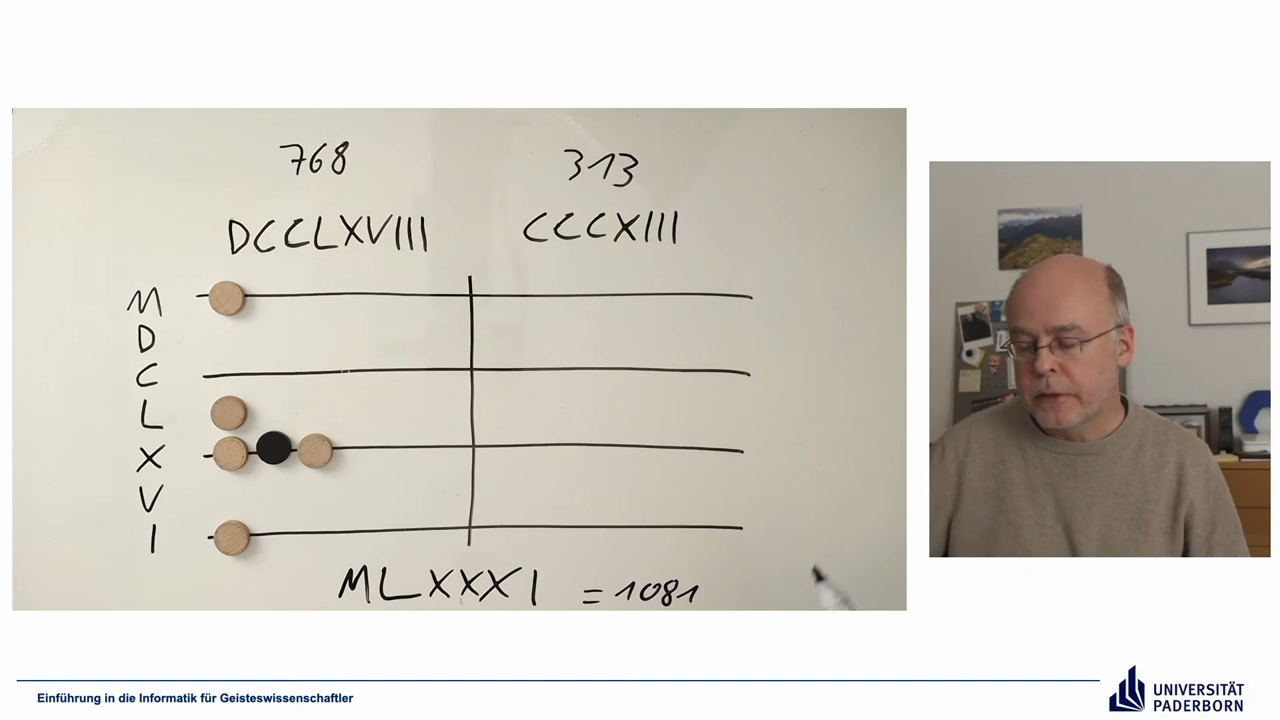 768 313
DCCLXVIII CCCXIII
M
D
C
L
X
V
I
MLXXXI = 1081
Einführung in die Informatik für Geisteswissenschaftler
UNIVERSITÄT
PADERBORN